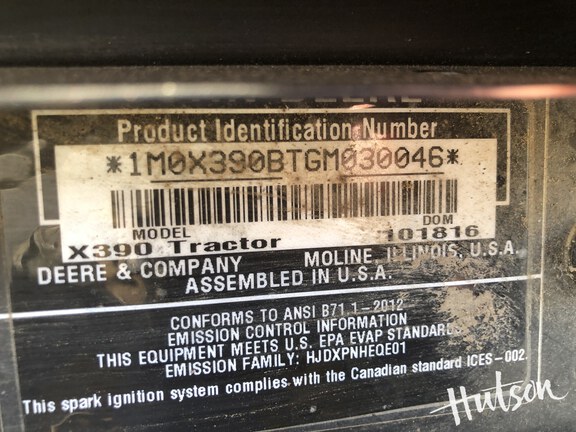 Product Identification Number
*1M0X390BTGM030046*
MODEL
DOM
X390 Tractor
101816
DEERE & COMPANY
MOLINE, ILLINOIS, U.S.A.
ASSEMBLED IN U.S.A.
CONFORMS TO ANSI B71.1-2012
EMISSION CONTROL INFORMATION
THIS EQUIPMENT MEETS U.S. EPA EVAP STANDARDS
EMISSION FAMILY: HJDXPNHEQE01
This spark ignition system complies with the Canadian standard ICES-002
Hutson